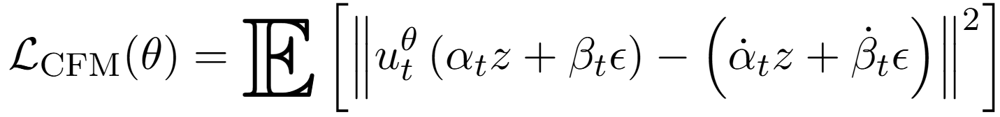 ℒ_CFM(θ) = 𝔼 [‖u_t^θ (α_t z + β_t ϵ) − (α̇_t z + β̇_t ϵ)‖²]